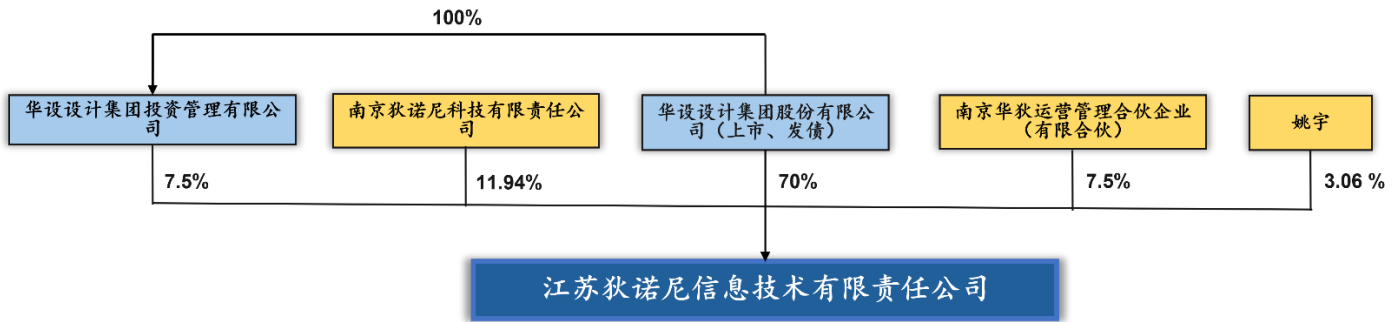 100%
华设设计集团投资管理有限公
司
南京狄诺尼科技有限责任公
司
华设设计集团股份有限公
司（上市、发债）
南京华狄运营管理合伙企业
（有限合伙）
姚宇
7.5%
11.94%
70%
7.5%
3.06 %
江苏狄诺尼信息技术有限责任公司